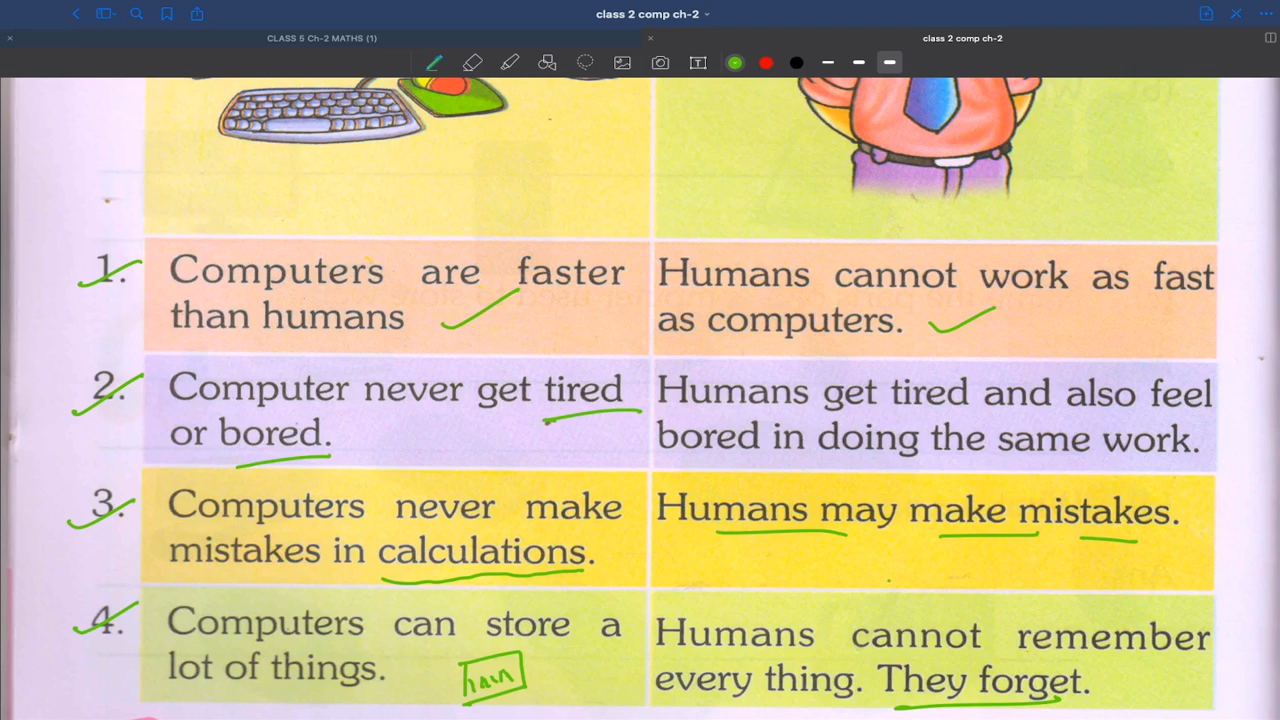 class 2 comp ch-2
CLASS 5 Ch-2 MATHS (1)
class 2 comp ch-2
1. Computers are faster
than humans
Humans cannot work as fast
as computers.
2. Computer never get tired
or bored.
Humans get tired and also feel
bored in doing the same work.
3. Computers never make
mistakes in calculations.
Humans may make mistakes.
4. Computers can store a
lot of things.
Humans cannot remember
every thing. They forget.